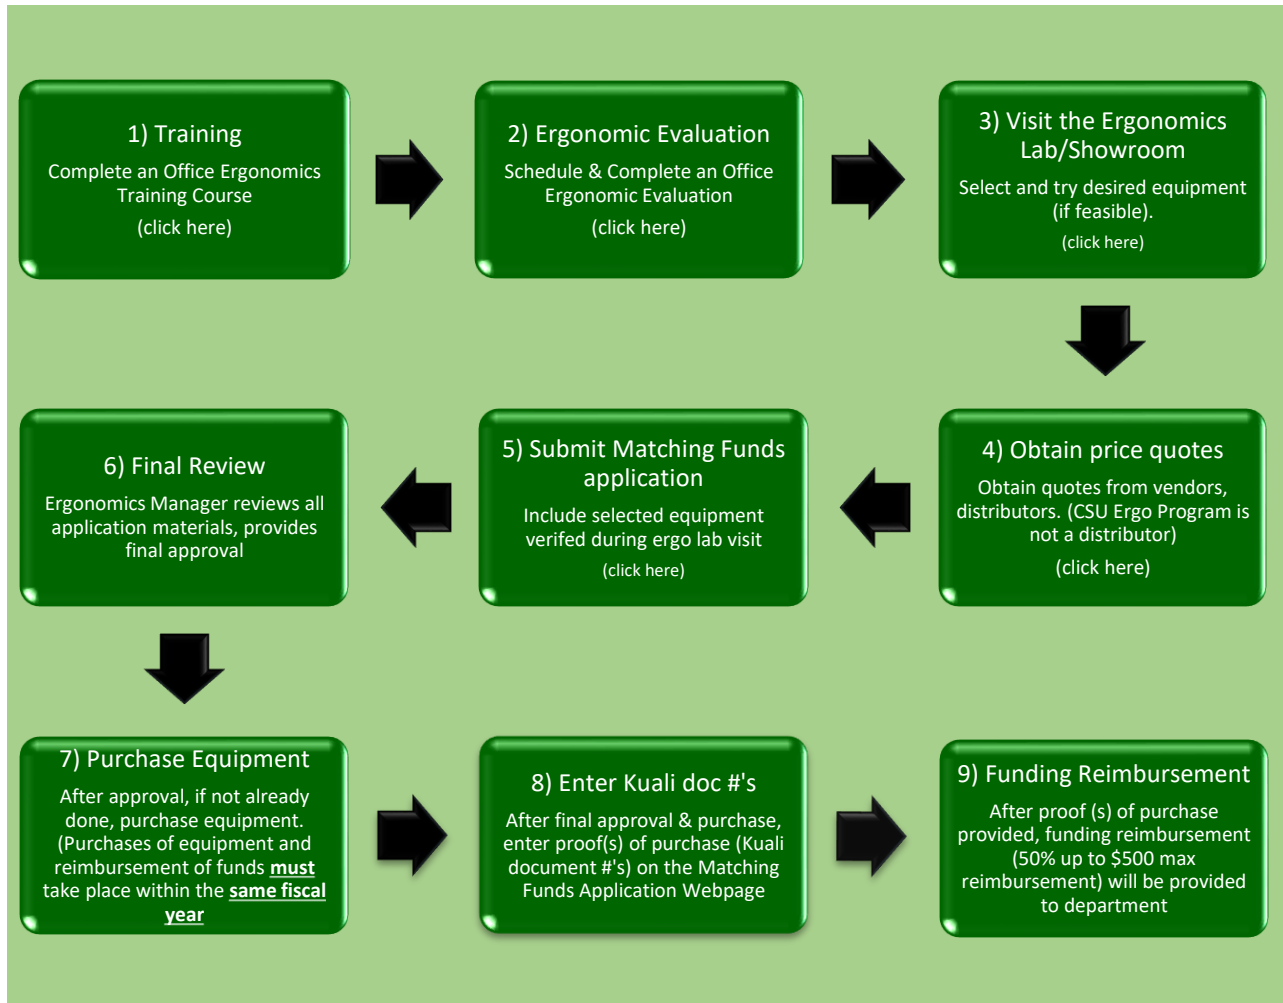 1) Training
Complete an Office Ergonomics
Training Course
(click here)
2) Ergonomic Evaluation
Schedule & Complete an Office
Ergonomic Evaluation
(click here)
3) Visit the Ergonomics
Lab/Showroom
Select and try desired equipment
(if feasible).
(click here)
4) Obtain price quotes
Obtain quotes from vendors,
distributors. (CSU Ergo Program is
not a distributor)
(click here)
5) Submit Matching Funds
application
Include selected equipment
verifed during ergo lab visit
(click here)
6) Final Review
Ergonomics Manager reviews all
application materials, provides
final approval
7) Purchase Equipment
After approval, if not already
done, purchase equipment.
(Purchases of equipment and
reimbursement of funds must
take place within the same fiscal
year
8) Enter Kuali doc #'s
After final approval & purchase,
enter proof(s) of purchase (Kuali
document #'s) on the Matching
Funds Application Webpage
9) Funding Reimbursement
After proof (s) of purchase
provided, funding reimbursement
(50% up to $500 max
reimbursement) will be provided
to department